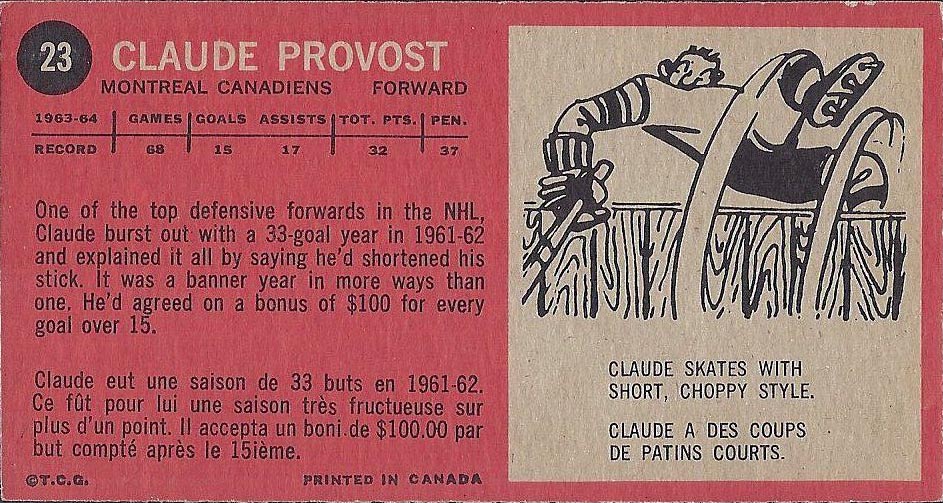 23
CLAUDE PROVOST
MONTREAL CANADIENS FORWARD
1963-64 GAMES GOALS ASSISTS TOT. PTS. PEN.
RECORD 68 15 17 32 37
One of the top defensive forwards in the NHL,
Claude burst out with a 33-goal year in 1961-62
and explained it all by saying he'd shortened his
stick. It was a banner year in more ways than
one. He'd agreed on a bonus of $100 for every
goal over 15.
Claude eut une saison de 33 buts en 1961-62.
Ce fût pour lui une saison très fructueuse sur
plus d'un point. Il accepta un boni de $100.00 par
but compté après le 15ième.
©T.C.G. PRINTED IN CANADA
CLAUDE SKATES WITH
SHORT, CHOPPY STYLE.
CLAUDE A DES COUPS
DE PATINS COURTS.